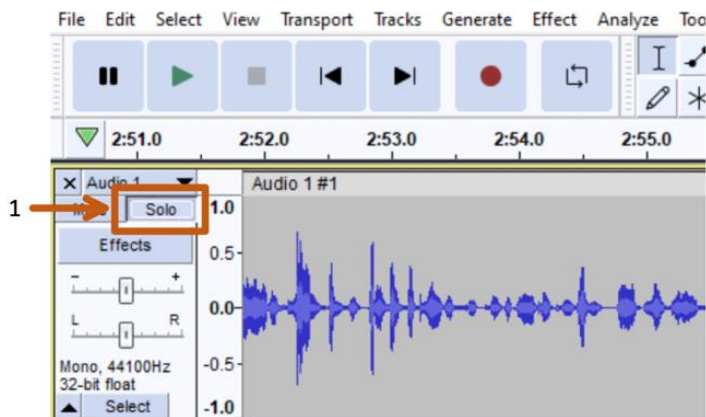 File Edit Select View Transport Tracks Generate Effect Analyze Too
2:51.0 2:52.0 2:53.0 2:54.0 2:55.0
Audio 1
Audio 1 #1
1
Solo
1.0
Effects
0.5
- +
0.0
L R
Mono, 44100Hz
-0.5
32-bit float
Select
-1.0